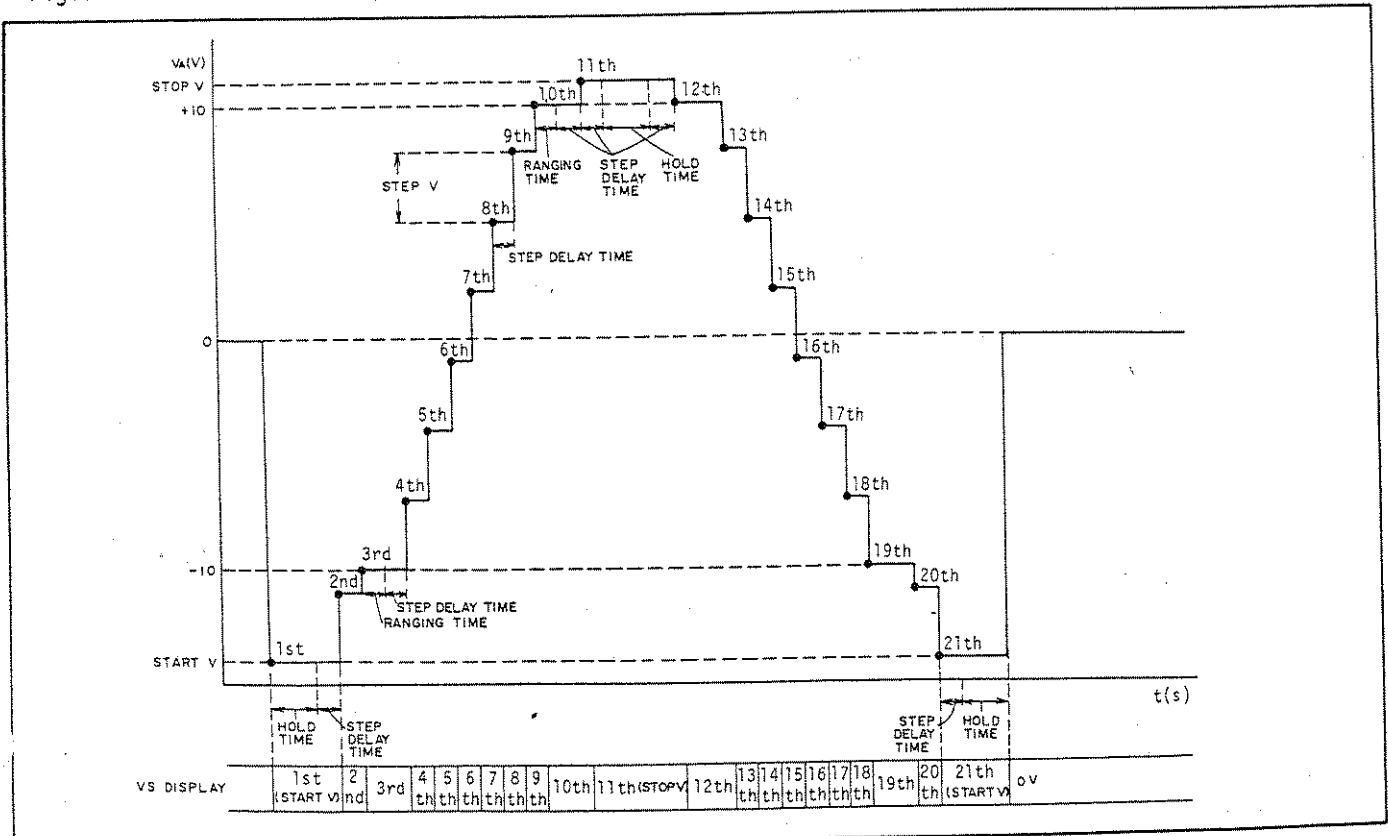 VA(V)
STOP V
+10
11th
10th
12th
9th
13th
RANGING
TIME
STEP
DELAY
TIME
HOLD
TIME
STEP V
8th
14th
STEP DELAY TIME
7th
15th
0
6th
16th
5th
17th
4th
18th
3rd
19th
-10
2nd
20th
STEP DELAY TIME
RANGING TIME
1st
21th
START V
t(s)
HOLD
TIME
STEP
DELAY
TIME
STEP
DELAY
TIME
HOLD
TIME
VS DISPLAY
1st
(START V)
2
nd
3rd
4
th
5
th
6
th
7
th
8
th
9
th
10th
11th(STOPV)
12th
13
th
14
th
15
th
16
th
17
th
18
th
19th
20
th
21th
(START V)
0V